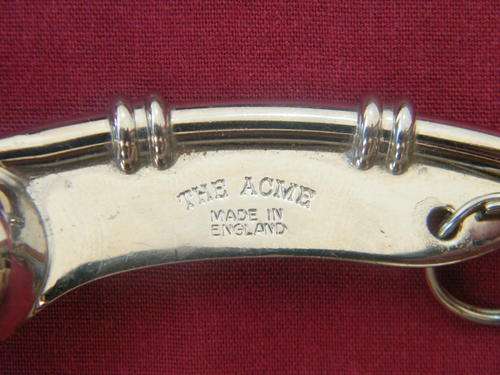 THE ACME
MADE IN
ENGLAND